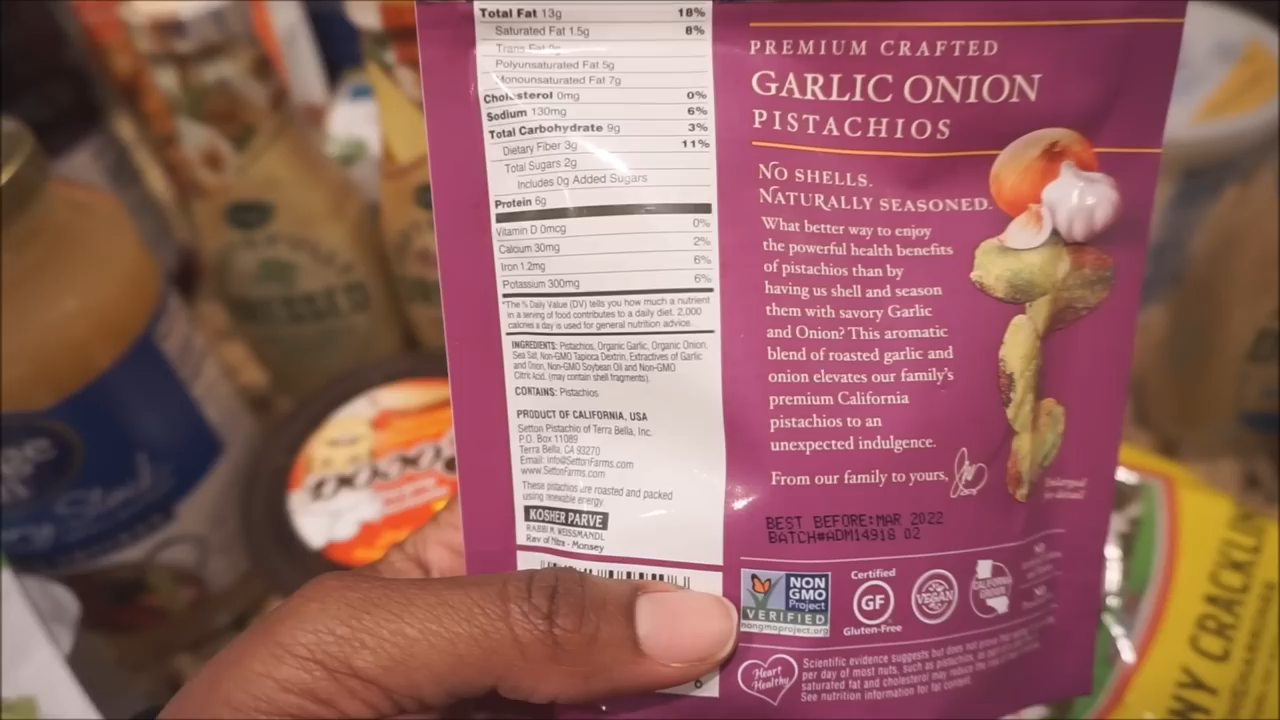 Total Fat 13g 18%
Saturated Fat 1.5g 8%
Trans Fat 0g
Polyunsaturated Fat 5g
Monounsaturated Fat 7g
Cholesterol 0mg 0%
Sodium 130mg 6%
Total Carbohydrate 9g 3%
Dietary Fiber 3g 11%
Total Sugars 2g
Includes 0g Added Sugars
Protein 6g
Vitamin D 0mcg 0%
Calcium 30mg 2%
Iron 1.2mg 6%
Potassium 300mg 6%
*The % Daily Value (DV) tells you how much a nutrient
in a serving of food contributes to a daily diet. 2,000
calories a day is used for general nutrition advice.
INGREDIENTS: Pistachios, Organic Garlic, Organic Onion,
Sea Salt, Non-GMO Tapioca Dextrin, Extractives of Garlic
and Onion, Non-GMO Soybean Oil and Non-GMO
Citric Acid. (may contain shell fragments).
CONTAINS: Pistachios
PRODUCT OF CALIFORNIA, USA
Setton Pistachio of Terra Bella, Inc.
P.O. Box 11089
Terra Bella, CA 93270
Email: Info@SettonFarms.com
www.SettonFarms.com
These pistachios are roasted and packed
using renewable energy
KOSHER PARVE
RABBI M. WEISSMANDL
Rav of Nitra - Monsey
6
PREMIUM CRAFTED
GARLIC ONION
PISTACHIOS
NO SHELLS.
NATURALLY SEASONED.
What better way to enjoy
the powerful health benefits
of pistachios than by
having us shell and season
them with savory Garlic
and Onion? This aromatic
blend of roasted garlic and
onion elevates our family's
premium California
pistachios to an
unexpected indulgence.
From our family to yours,
Enlarged
to detail
BEST BEFORE:MAR 2022
BATCH#ADM14918 02
NON
GMO
Project
VERIFIED
nongmoproject.org
Certified
GF
Gluten-Free
VEGAN
CALIFORNIA
GROWN
NO
NO
Heart
Healthy
Scientific evidence suggests but does not prove that
per day of most nuts, such as pistachios, as part of
saturated fat and cholesterol may reduce the risk of
See nutrition information for fat content.
NY CRACKL